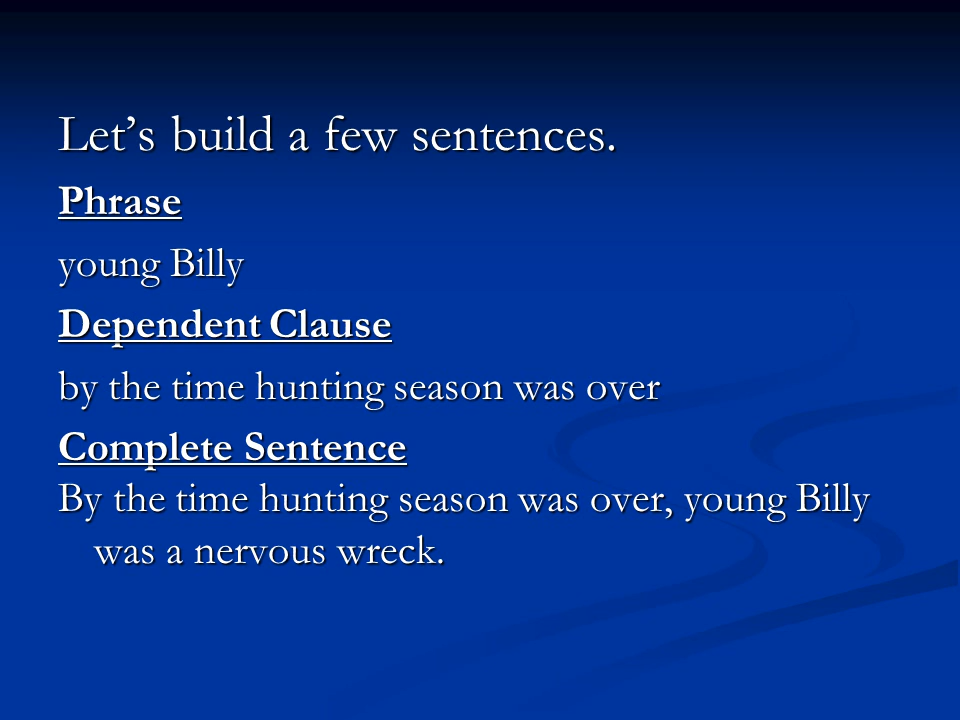 Let’s build a few sentences.
Phrase
young Billy
Dependent Clause
by the time hunting season was over
Complete Sentence
By the time hunting season was over, young Billy
was a nervous wreck.